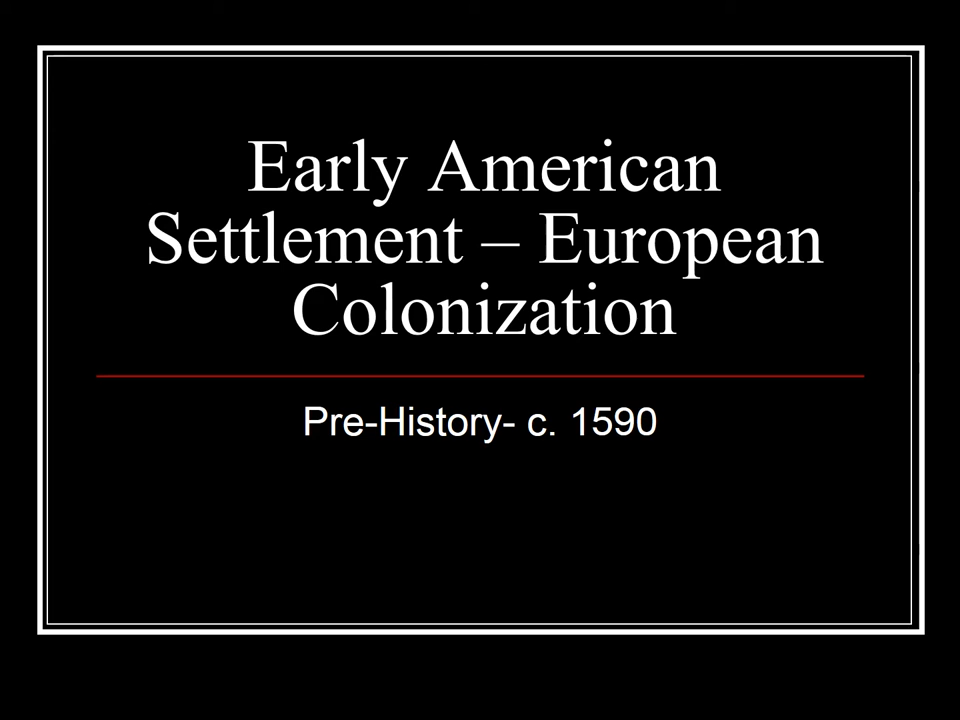 Early American
Settlement – European
Colonization
Pre-History- c. 1590